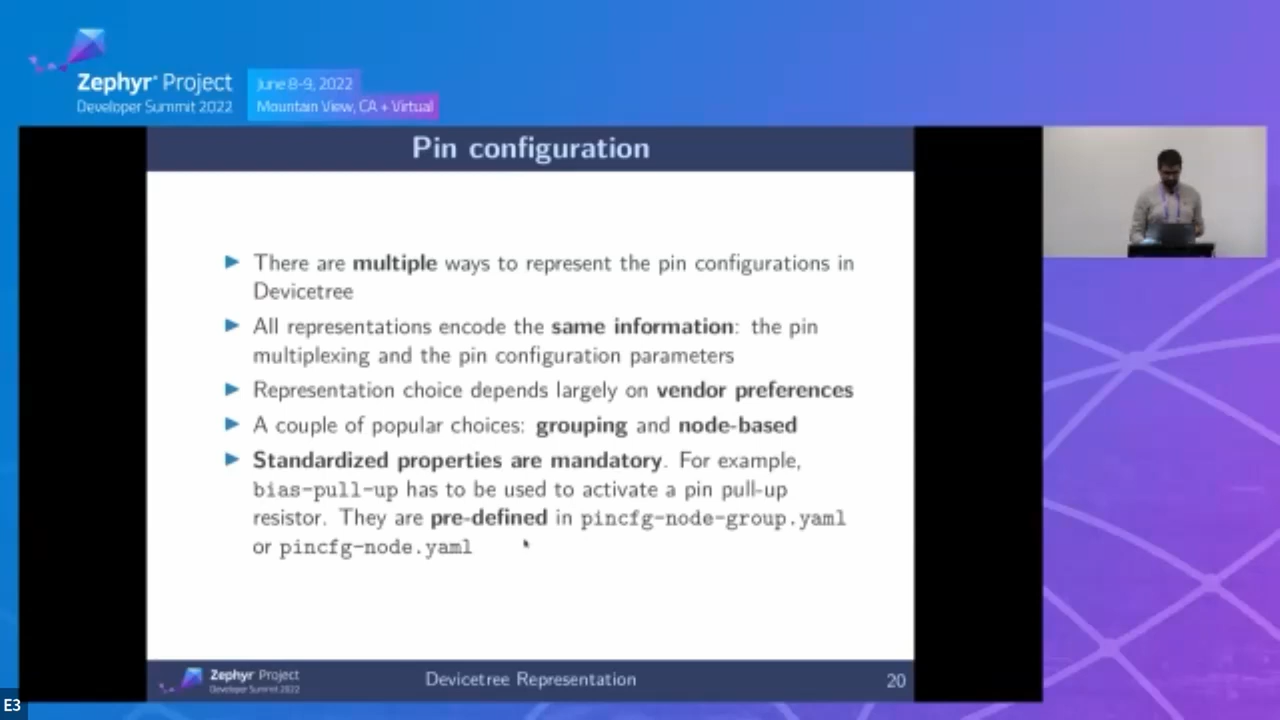 Zephyr® Project
Developer Summit 2022
June 8-9, 2022
Mountain View, CA + Virtual
Pin configuration
There are multiple ways to represent the pin configurations in
Devicetree
All representations encode the same information: the pin
multiplexing and the pin configuration parameters
Representation choice depends largely on vendor preferences
A couple of popular choices: grouping and node-based
Standardized properties are mandatory. For example,
bias-pull-up has to be used to activate a pin pull-up
resistor. They are pre-defined in pincfg-node-group.yaml
or pincfg-node.yaml
Zephyr® Project
Developer Summit 2022
Devicetree Representation
20
E3